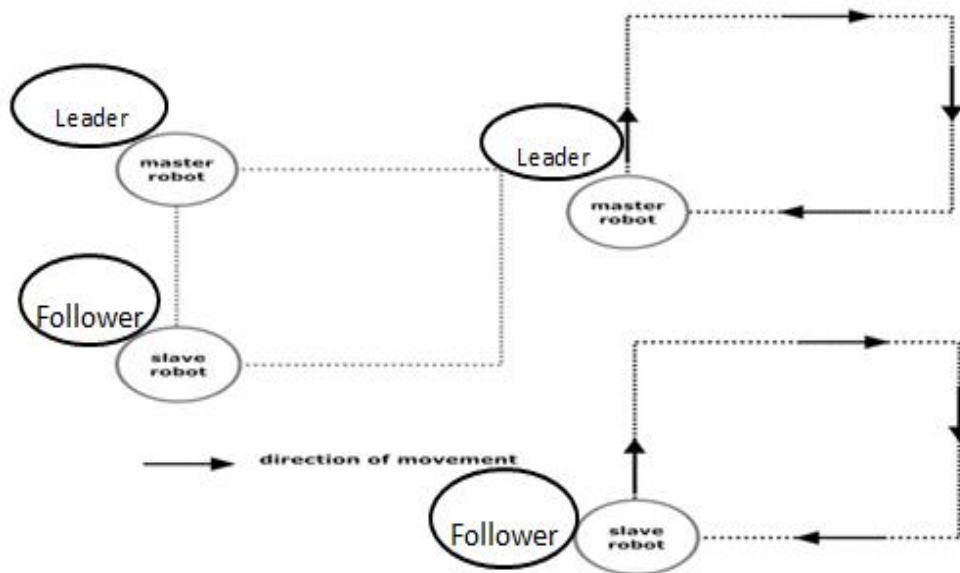 Leader
master
robot
Follower
slave
robot
Leader
master
robot
direction of movement
Follower
slave
robot